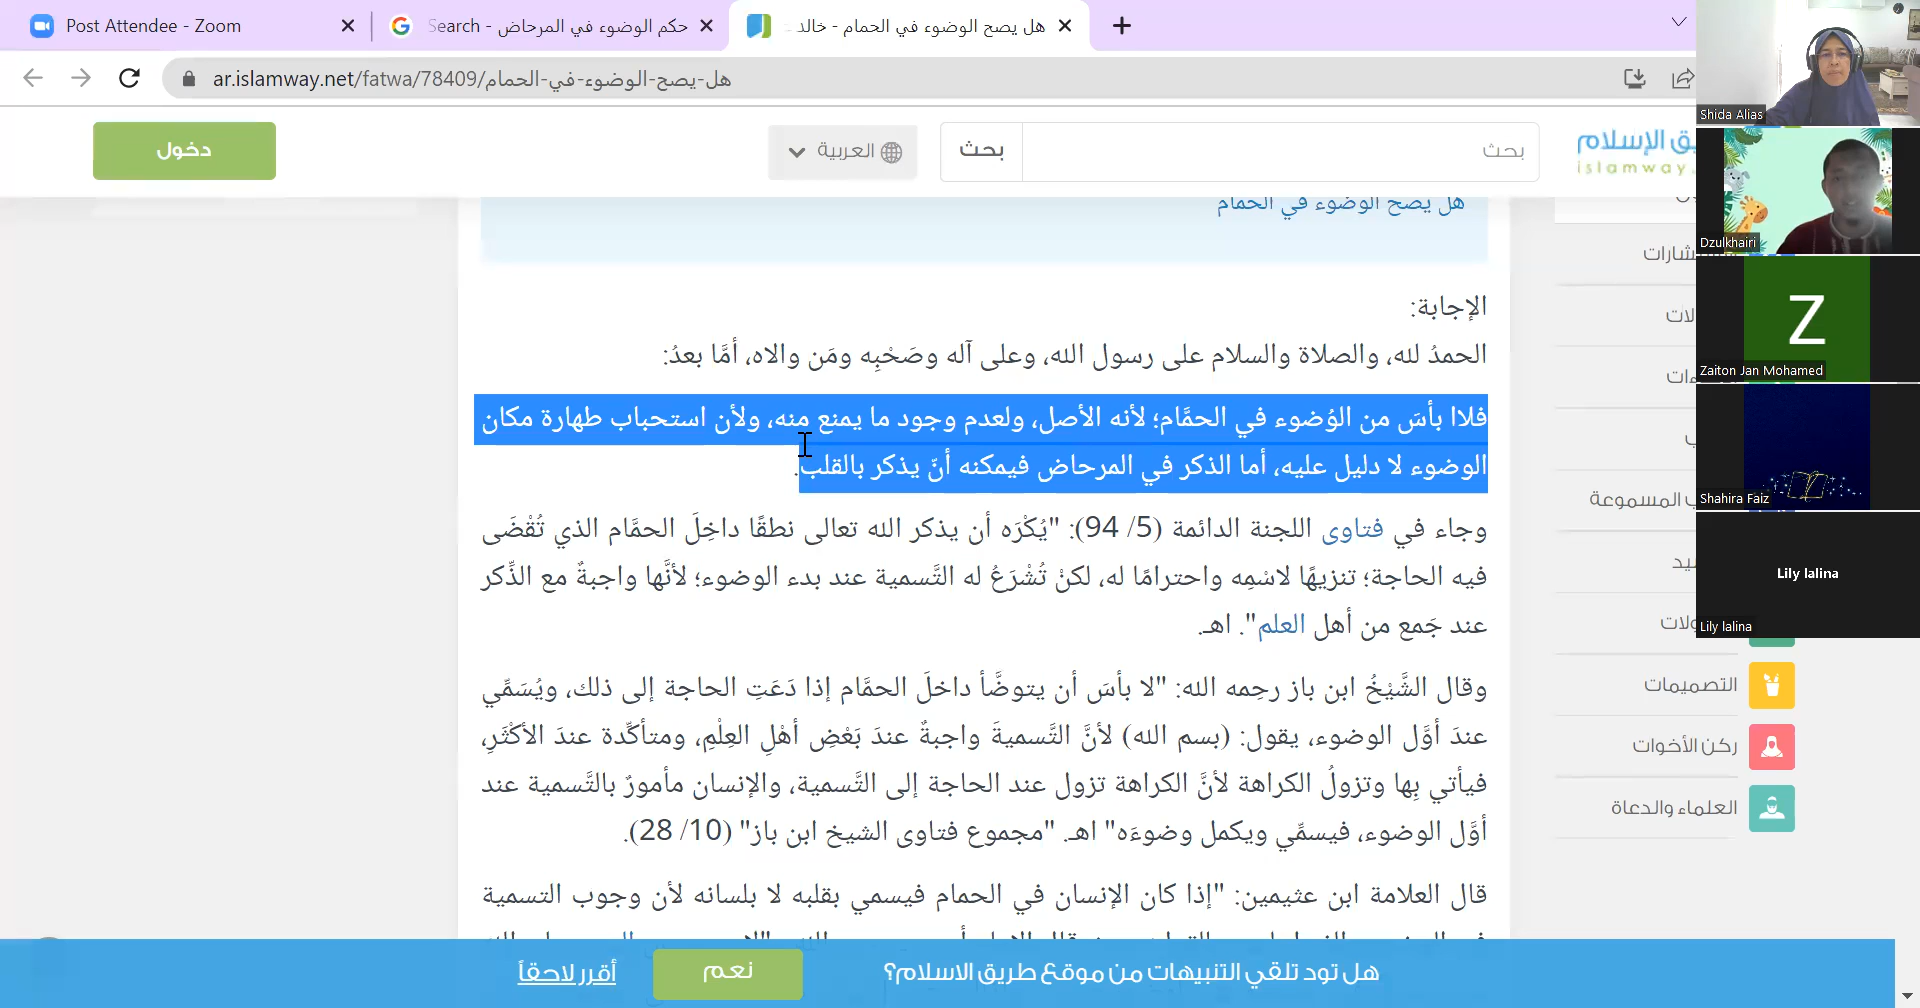 Post Attendee - Zoom
حكم الوضوء في المرحاض - Search
هل يصح الوضوء في الحمام - خالد
ar.islamway.net/fatwa/78409/هل-يصح-الوضوء-في-الحمام
دخول
العربية
بحث
بحث
islamway.
هل يصح الوضوء في الحمام
الإجابة:
الحمدُ لله، والصلاة والسلام على رسول الله، وعلى آله وصَحْبِه ومَن والاه، أمَّا بعدُ:
فلاا بأسَ من الوُضوء في الحمَّام؛ لأنه الأصل، ولعدم وجود ما يمنع منه، ولأن استحباب طهارة مكان
الوضوء لا دليل عليه، أما الذكر في المرحاض فيمكنه أنّ يذكر بالقلب.
وجاء في فتاوى اللجنة الدائمة (5/ 94): "يُكْرَه أن يذكر الله تعالى نطقًا داخِلَ الحمَّام الذي تُقْضَى
فيه الحاجة؛ تنزيهًا لاسْمِه واحترامًا له، لكنْ تُشْرَعُ له التَّسمية عند بدء الوضوء؛ لأنَّها واجبةٌ مع الذِّكر
عند جَمع من أهل العلم". اهـ.
وقال الشَّيْخُ ابن باز رحِمه الله: "لا بأسَ أن يتوضَّأ داخلَ الحمَّام إذا دَعَتِ الحاجة إلى ذلك، ويُسَمِّي
عندَ أوَّل الوضوء، يقول: (بسم الله) لأنَّ التَّسميةَ واجبةٌ عندَ بَعْضِ أهْلِ العِلْمِ، ومتأكِّدة عندَ الأكْثَرِ،
فيأتي بِها وتزولُ الكراهة لأنَّ الكراهة تزول عند الحاجة إلى التَّسمية، والإنسان مأمورٌ بالتَّسمية عند
أوَّل الوضوء، فيسمِّي ويكمل وضوءَه" اهـ. "مجموع فتاوى الشيخ ابن باز" (10/ 28).
قال العلامة ابن عثيمين: "إذا كان الإنسان في الحمام فيسمي بقلبه لا بلسانه لأن وجوب التسمية
المسموعة
التصميمات
ركن الأخوات
العلماء والدعاة
هل تود تلقي التنبيهات من موقع طريق الاسلام؟
نعم
أقرر لاحقاً
Shida Alias
Dzulkhairi
Z
Zaiton Jan Mohamed
Shahira Faiz
Lily lalina
Lily lalina